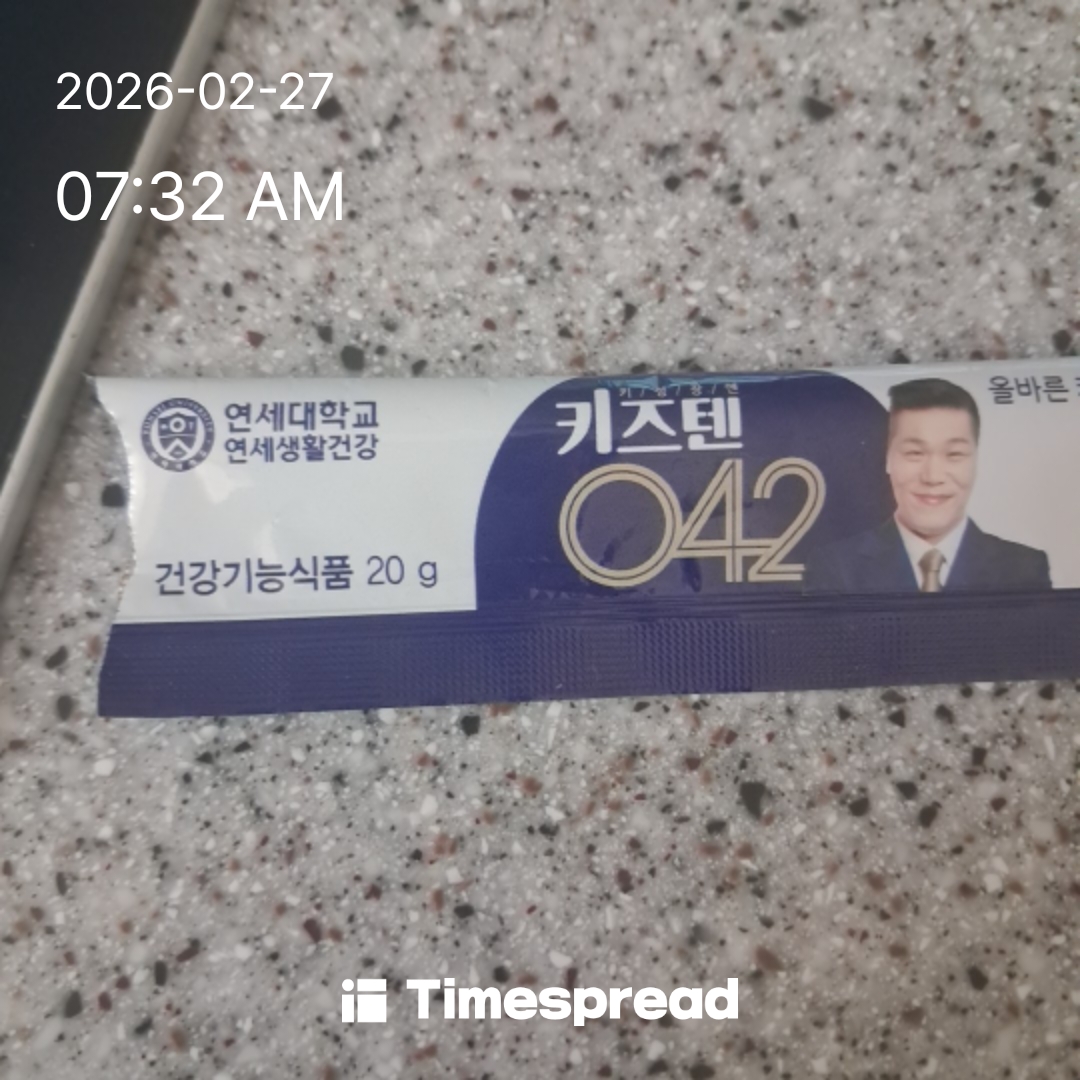 2026-02-27
07:32 AM
연세대학교
연세생활건강
건강기능식품 20 g
키즈텐
042
올바른
Timespread